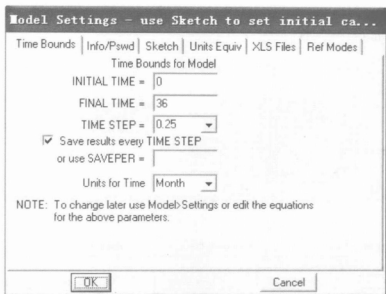 Model Settings - use Sketch to set initial ca...
Time Bounds Info/Pswd Sketch Units Equiv XLS Files Ref Modes
Time Bounds for Model
INITIAL TIME = 0
FINAL TIME = 36
TIME STEP = 0.25
Save results every TIME STEP
or use SAVEPER =
Units for Time Month
NOTE: To change later use Model>Settings or edit the equations
for the above parameters.
OK Cancel